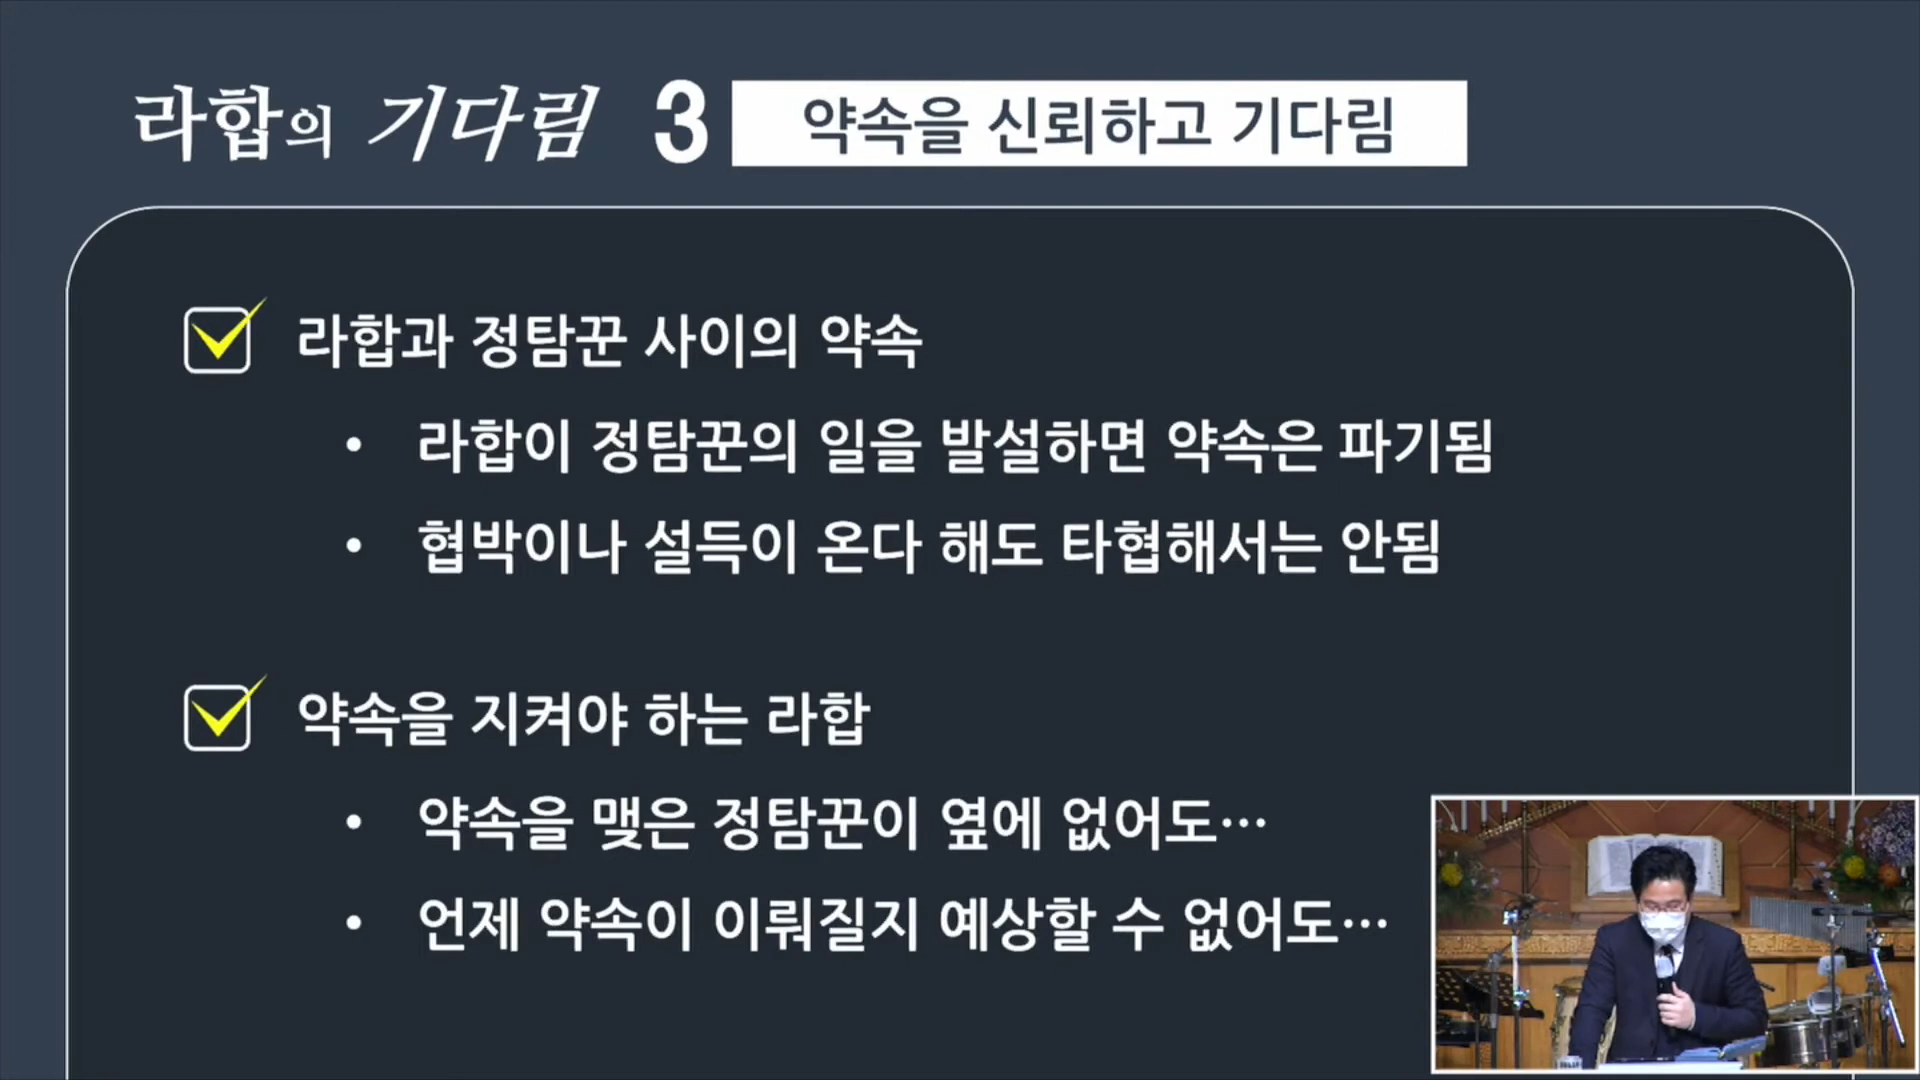 라합의 기다림 3 약속을 신뢰하고 기다림
라합과 정탐꾼 사이의 약속
• 라합이 정탐꾼의 일을 발설하면 약속은 파기됨
• 협박이나 설득이 온다 해도 타협해서는 안됨
약속을 지켜야 하는 라합
• 약속을 맺은 정탐꾼이 옆에 없어도…
• 언제 약속이 이뤄질지 예상할 수 없어도…